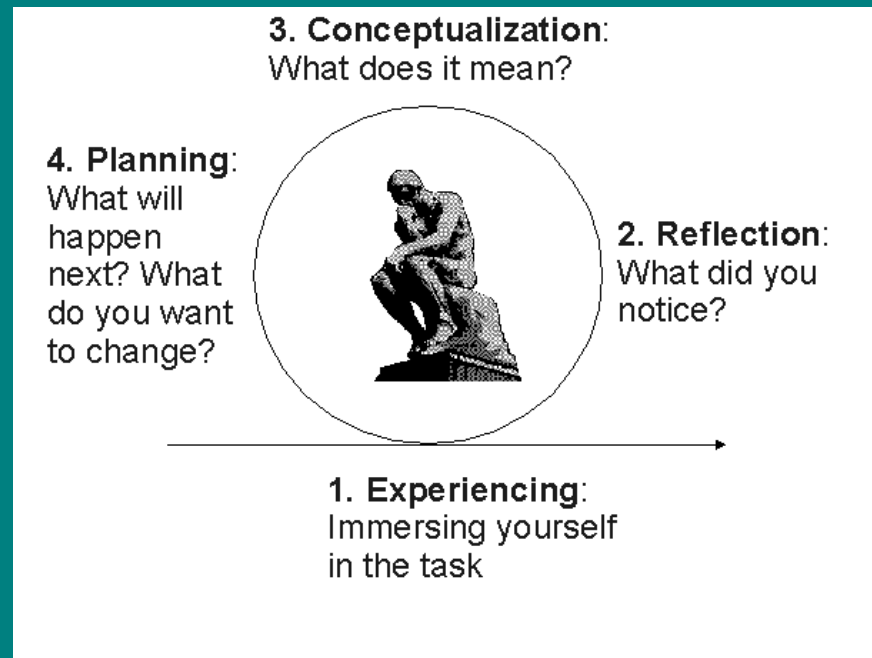 3. Conceptualization:
What does it mean?
4. Planning:
What will
happen
next? What
do you want
to change?
2. Reflection:
What did you
notice?
1. Experiencing:
Immersing yourself
in the task